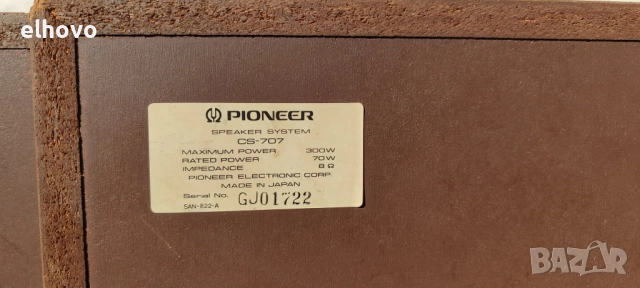 elhovo
PIONEER
SPEAKER SYSTEM
CS-707
MAXIMUM POWER 300W
RATED POWER 70W
IMPEDANCE 8 Ω
PIONEER ELECTRONIC CORP.
MADE IN JAPAN
Serial No. GJ01722
SAN-822-A
BAZAR